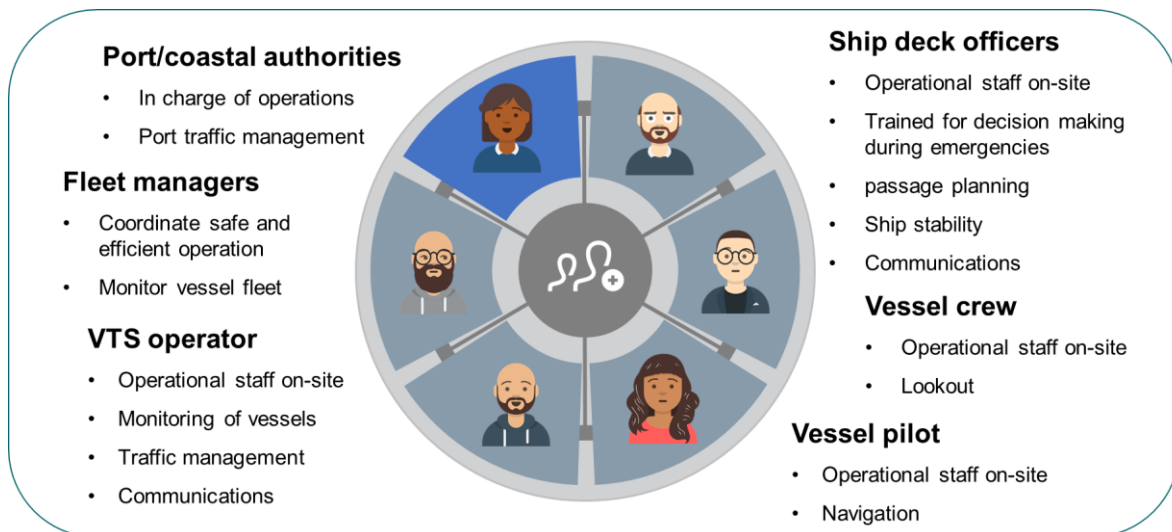 Port/coastal authorities
• In charge of operations
• Port traffic management
Fleet managers
• Coordinate safe and
efficient operation
• Monitor vessel fleet
VTS operator
• Operational staff on-site
• Monitoring of vessels
• Traffic management
• Communications
Ship deck officers
• Operational staff on-site
• Trained for decision making
during emergencies
• passage planning
• Ship stability
• Communications
Vessel crew
• Operational staff on-site
• Lookout
Vessel pilot
• Operational staff on-site
• Navigation